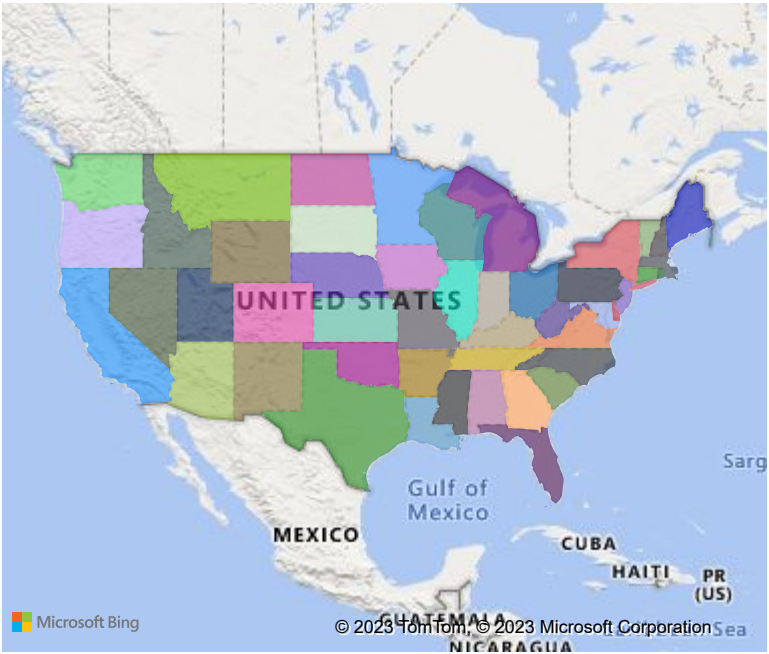 UNITED STATES
Gulf of
Mexico
Sarg
MEXICO
CUBA
HAITI
PR
(US)
Microsoft Bing
GUATEMALA
© 2023 TomTom, © 2023 Microsoft Corporation
Sea
NICARAGUA